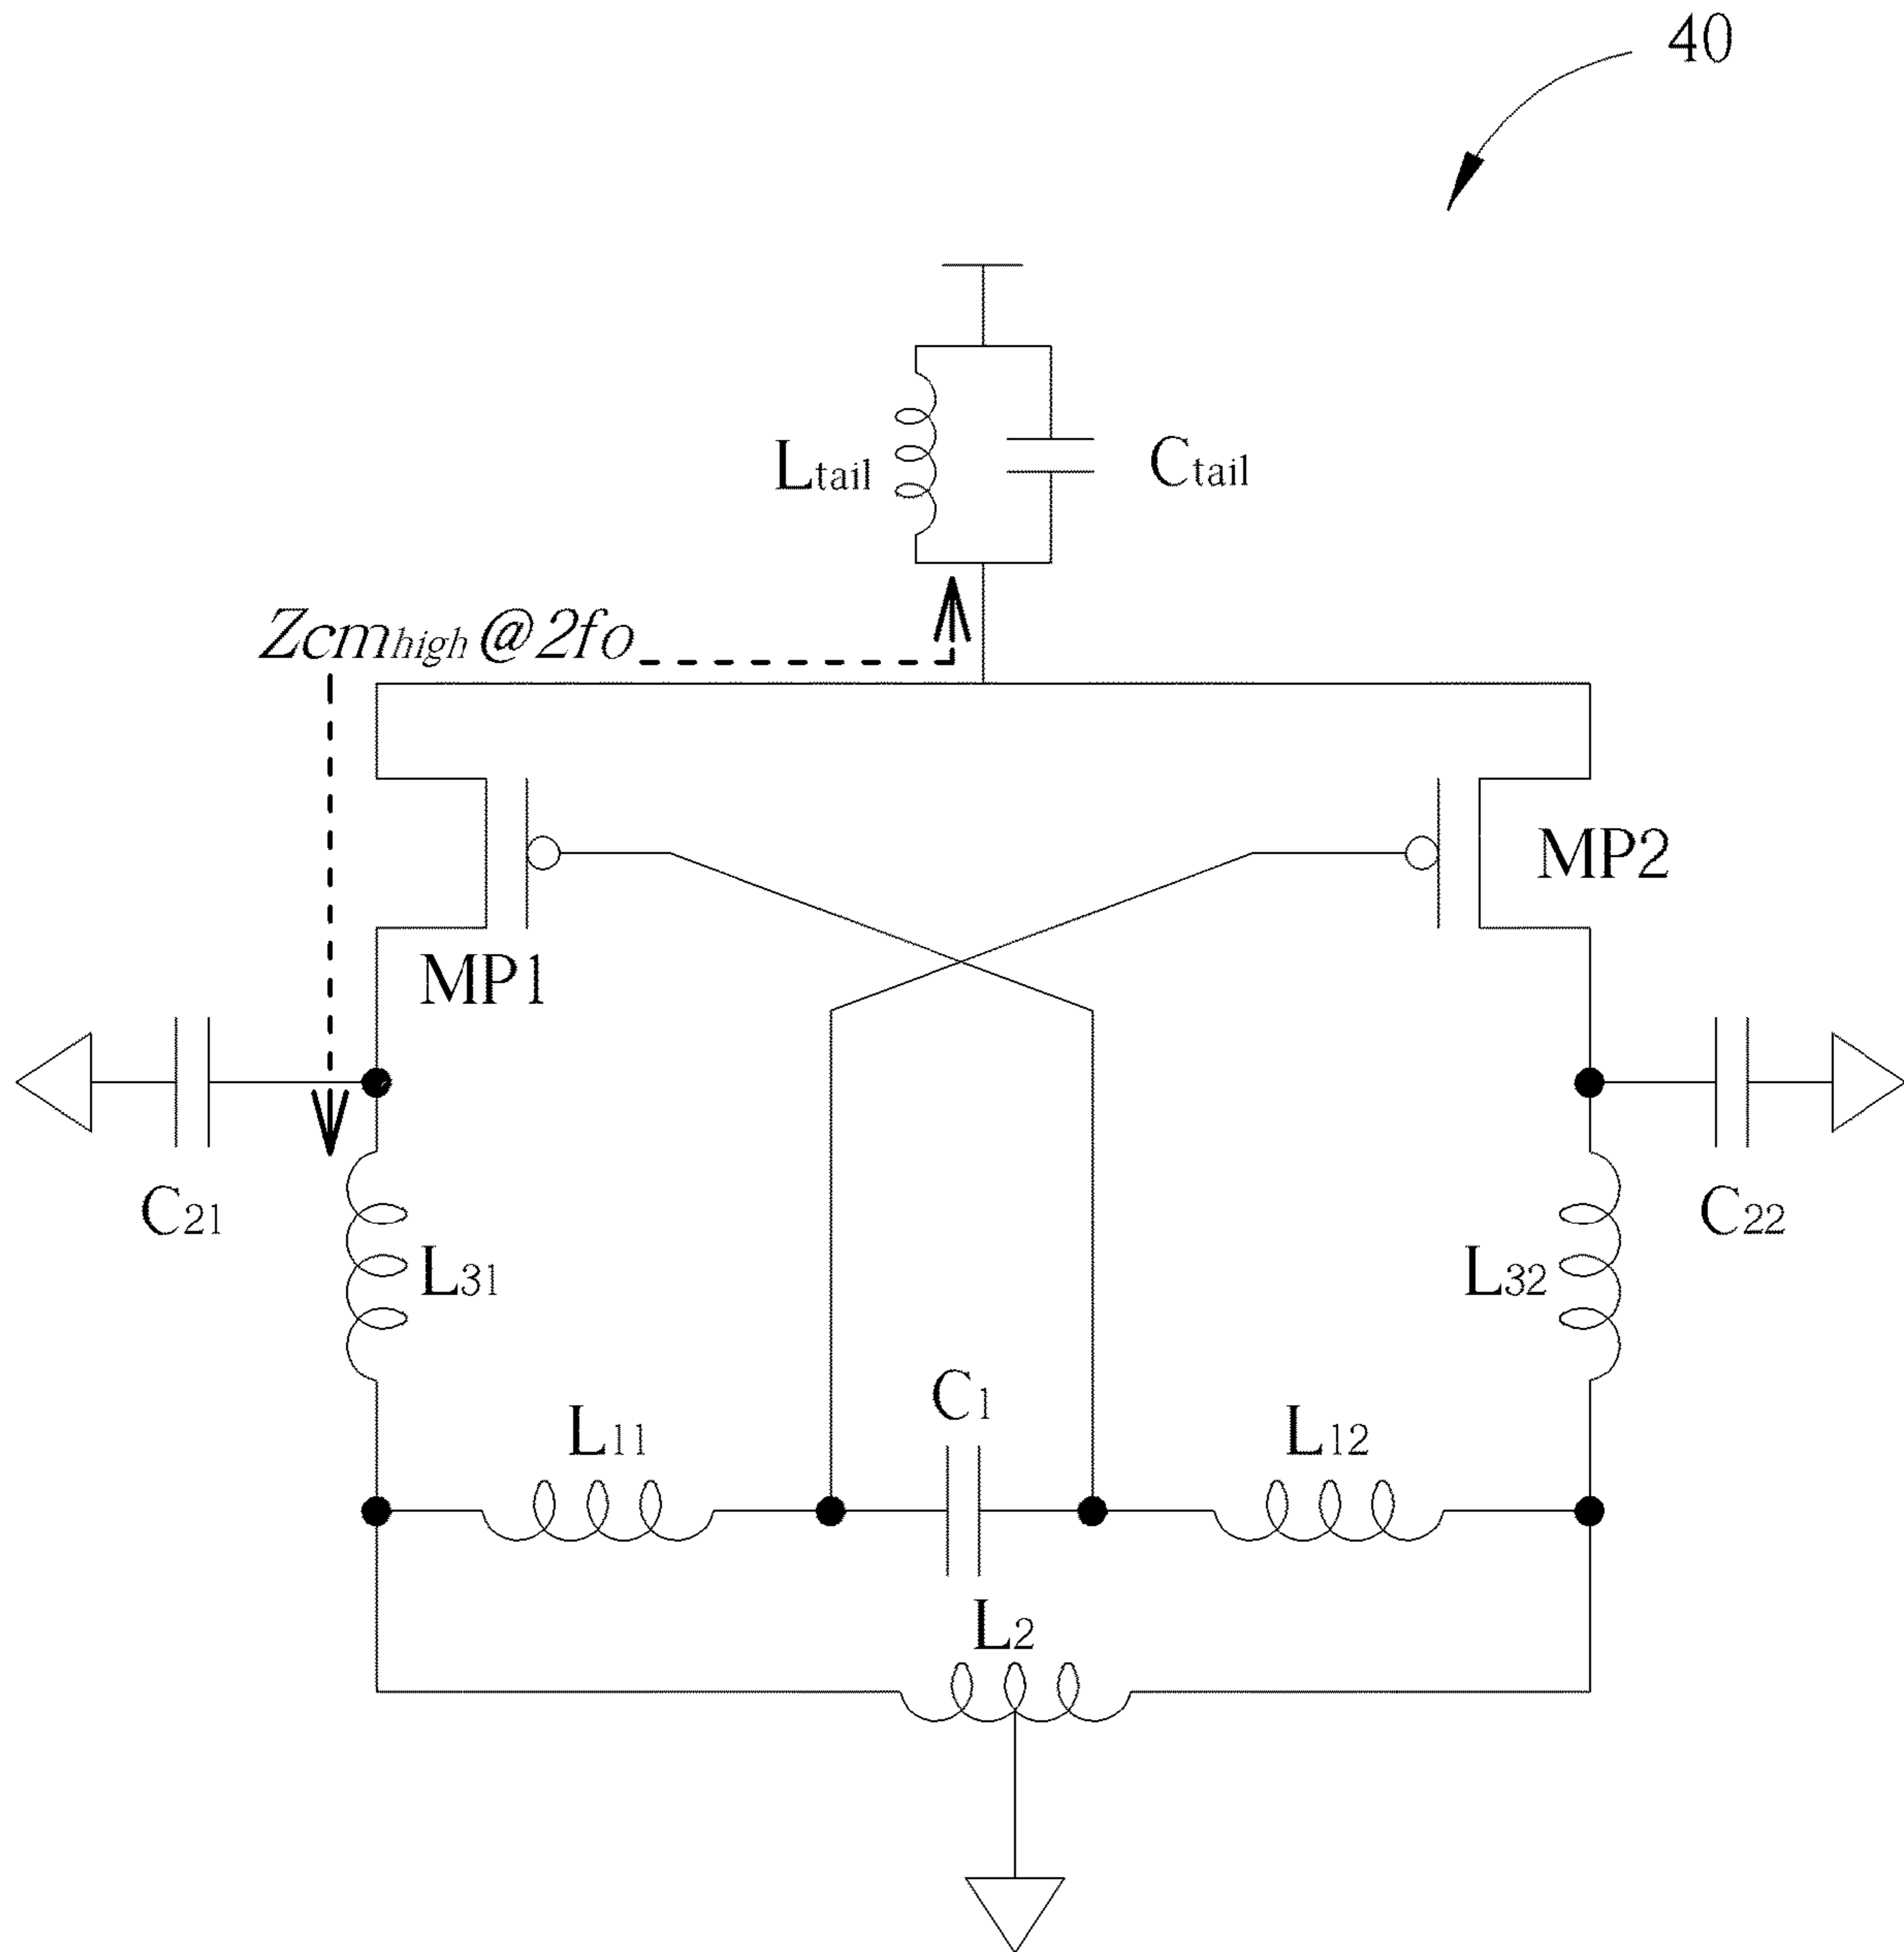 40
Ltail
Ctail
Zcmhigh@2fo
MP2
MP1
C21
C22
L31
L32
C1
L11
L12
L2